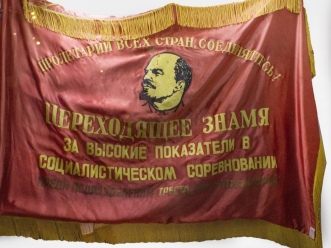 ПРОЛЕТАРИИ ВСЕХ СТРАН, СОЕДИНЯЙТЕСЬ!
ПЕРЕХОДЯЩЕЕ ЗНАМЯ
ЗА ВЫСОКИЕ ПОКАЗАТЕЛИ В
СОЦИАЛИСТИЧЕСКОМ СОРЕВНОВАНИИ